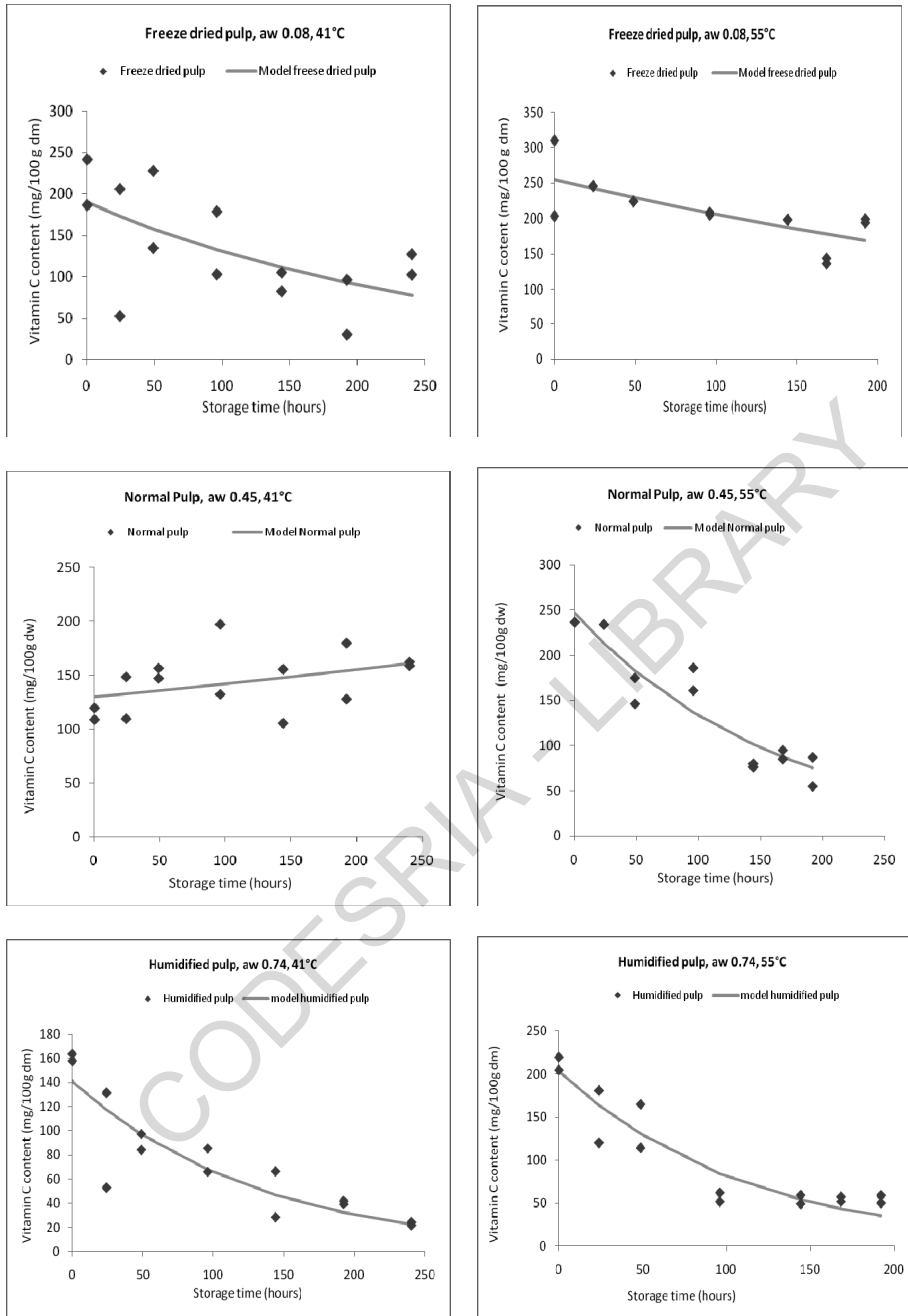 Freeze dried pulp, aw 0.08, 41°C
Freeze dried pulp Model freese dried pulp
Vitamin C content (mg/100 g dm)
300
250
200
150
100
50
0
0 50 100 150 200 250
Storage time (hours)
Freeze dried pulp, aw 0.08, 55°C
Freeze dried pulp Model freese dried pulp
Vitamin C content (mg/100 g dm)
350
300
250
200
150
100
50
0
0 50 100 150 200
Storage time (hours)
Normal Pulp, aw 0.45, 41°C
Normal pulp Model Normal pulp
Vitamin C content (mg/100g dw)
250
200
150
100
50
0
0 50 100 150 200 250
Storage time (hours)
Normal Pulp, aw 0.45, 55°C
Normal pulp Model Normal pulp
Vitamin C content (mg/100g dw)
300
250
200
150
100
50
0
0 50 100 150 200 250
Storage time (hours)
Humidified pulp, aw 0.74, 41°C
Humidified pulp model humidified pulp
Vitamin C content (mg/100g dm)
180
160
140
120
100
80
60
40
20
0
0 50 100 150 200 250
Storage time (hours)
Humidified pulp, aw 0.74, 55°C
Humidified pulp model humidified pulp
Vitamin C content (mg/100g dm)
250
200
150
100
50
0
0 50 100 150 200
Storage time (hours)
CODESRIA - LIBRARY